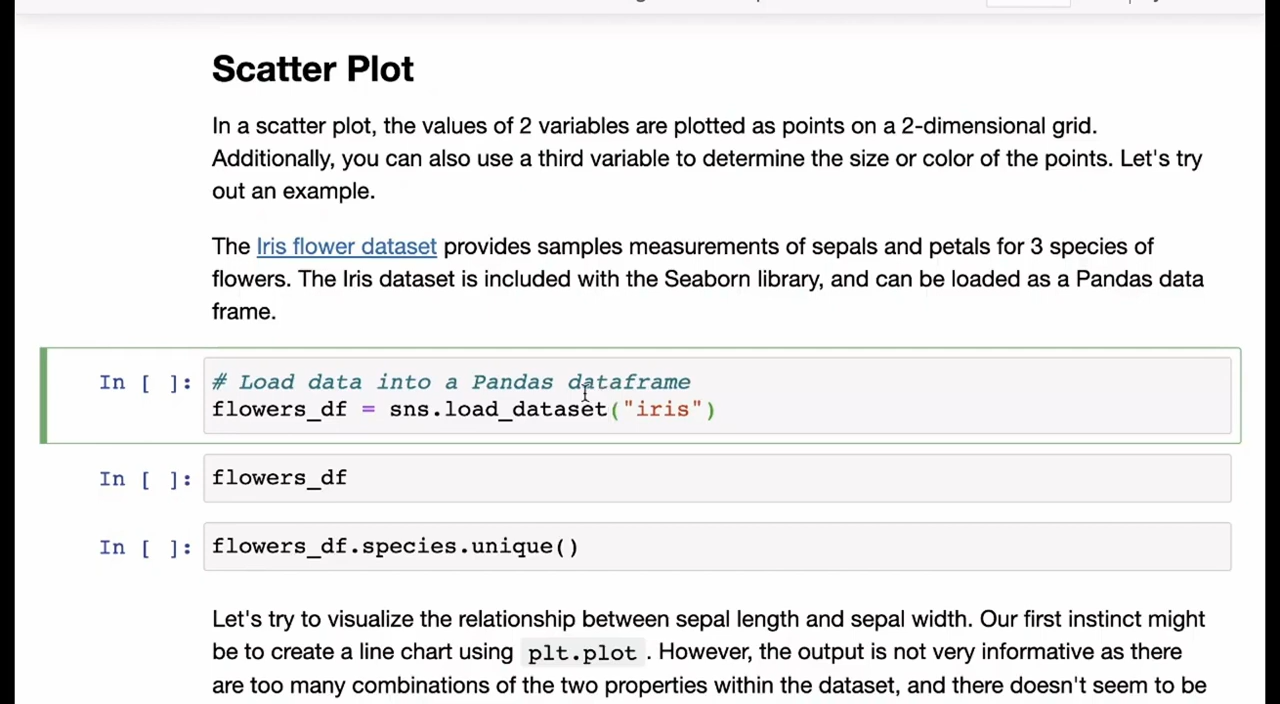 Scatter Plot
In a scatter plot, the values of 2 variables are plotted as points on a 2-dimensional grid.
Additionally, you can also use a third variable to determine the size or color of the points. Let's try
out an example.
The Iris flower dataset provides samples measurements of sepals and petals for 3 species of
flowers. The Iris dataset is included with the Seaborn library, and can be loaded as a Pandas data
frame.
In [ ]: # Load data into a Pandas dataframe
flowers_df = sns.load_dataset("iris")
In [ ]: flowers_df
In [ ]: flowers_df.species.unique()
Let's try to visualize the relationship between sepal length and sepal width. Our first instinct might
be to create a line chart using plt.plot . However, the output is not very informative as there
are too many combinations of the two properties within the dataset, and there doesn't seem to be